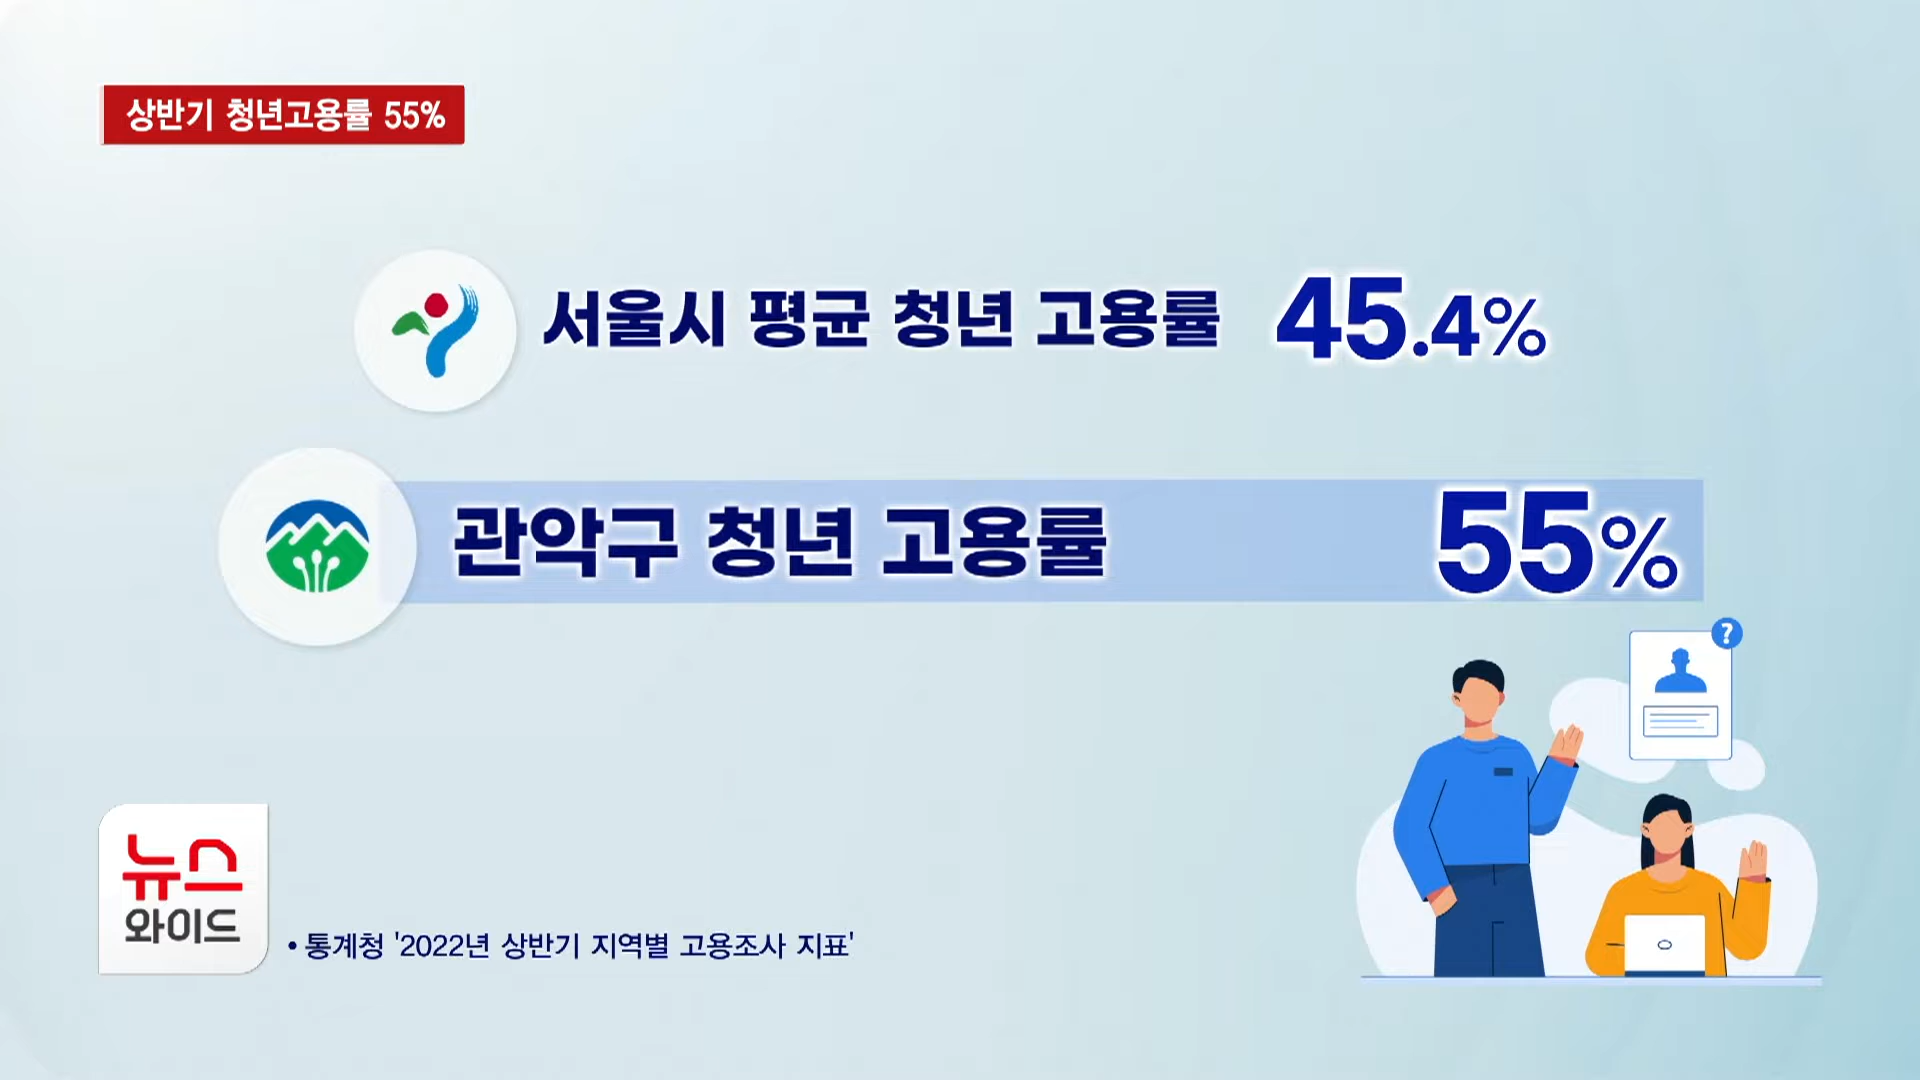 상반기 청년고용률 55%
서울시 평균 청년 고용률 45.4%
관악구 청년 고용률 55%
?
뉴스
와이드
• 통계청 '2022년 상반기 지역별 고용조사 지표'